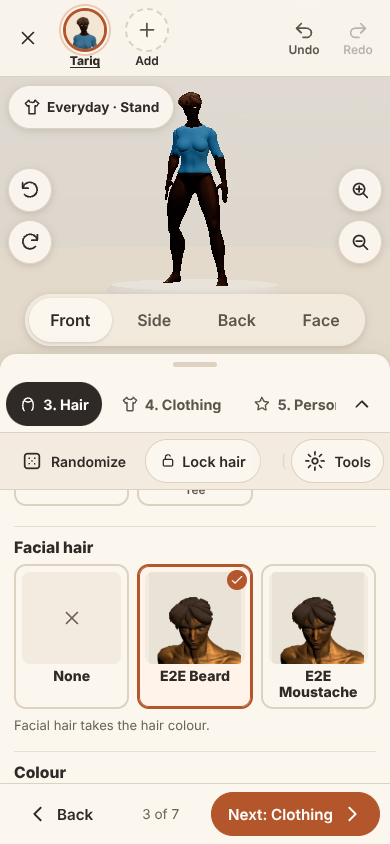 Tariq
Add
Undo
Redo
Everyday · Stand
Front
Side
Back
Face
3. Hair
4. Clothing
5. Perso
Randomize
Lock hair
Tools
Tee
Facial hair
None
E2E Beard
E2E
Moustache
Facial hair takes the hair colour.
Colour
Back
3 of 7
Next: Clothing